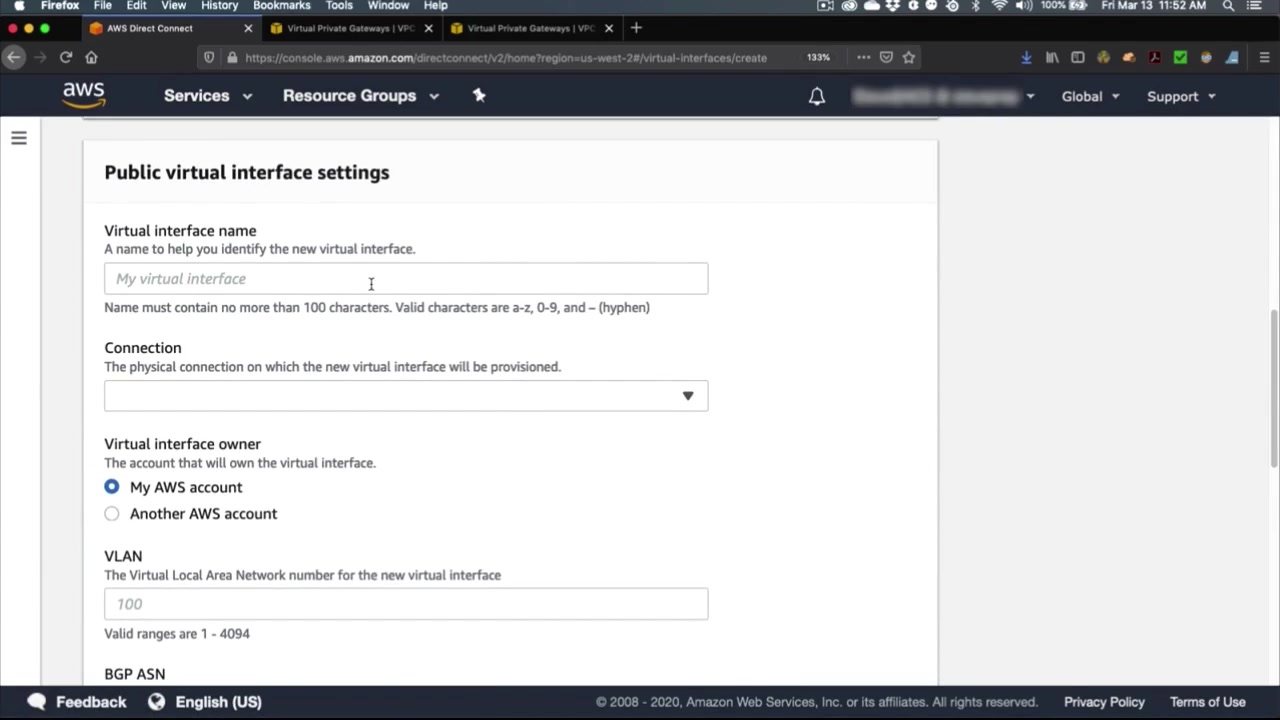 Firefox File Edit View History Bookmarks Tools Window Help 100% Fri Mar 13 11:52 AM
AWS Direct Connect
Virtual Private Gateways | VPC
Virtual Private Gateways | VPC
https://console.aws.amazon.com/directconnect/v2/home?region=us-west-2#/virtual-interfaces/create 133%
aws Services Resource Groups Global Support
Public virtual interface settings
Virtual interface name
A name to help you identify the new virtual interface.
My virtual interface
Name must contain no more than 100 characters. Valid characters are a-z, 0-9, and – (hyphen)
Connection
The physical connection on which the new virtual interface will be provisioned.
Virtual interface owner
The account that will own the virtual interface.
My AWS account
Another AWS account
VLAN
The Virtual Local Area Network number for the new virtual interface
100
Valid ranges are 1 - 4094
BGP ASN
Feedback English (US) © 2008 - 2020, Amazon Web Services, Inc. or its affiliates. All rights reserved. Privacy Policy Terms of Use